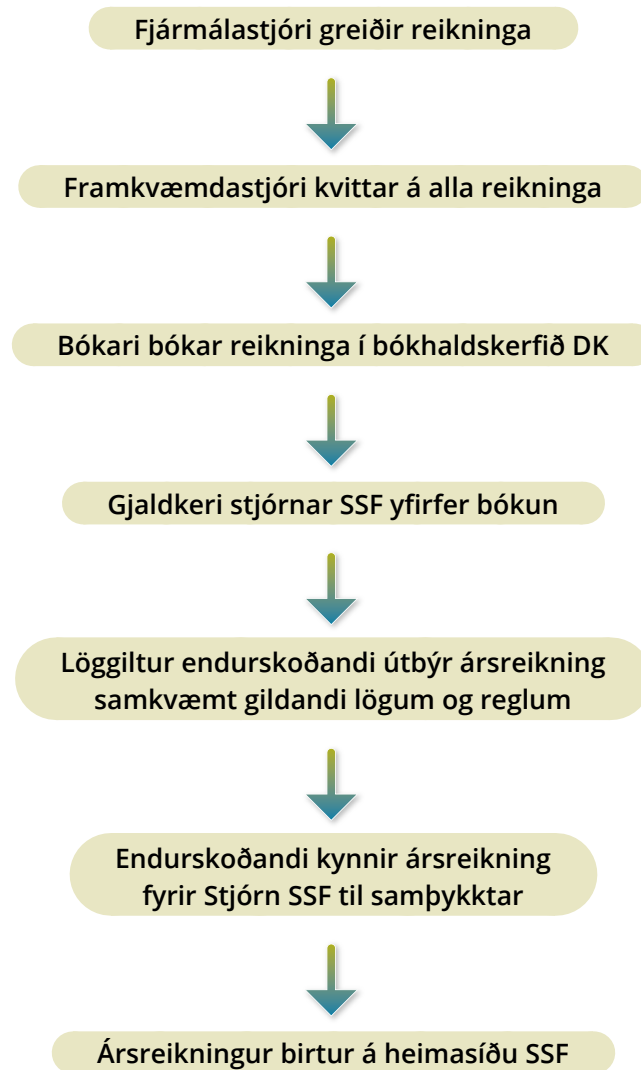 Fjármálastjóri greiðir reikninga
Framkvæmdastjóri kvittar á alla reikninga
Bókari bókar reikninga í bókhaldskerfið DK
Gjaldkeri stjórnar SSF yfirfer bókun
Löggiltur endurskoðandi útbýr ársreikning
samkvæmt gildandi lögum og reglum
Endurskoðandi kynnir ársreikning
fyrir Stjórn SSF til samþykktar
Ársreikningur birtur á heimasíðu SSF